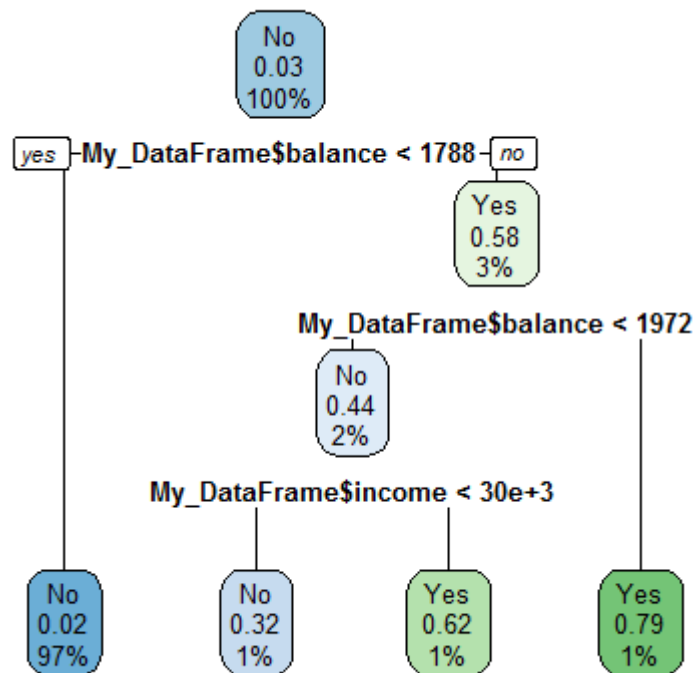 No
0.03
100%
yes
My_DataFrame$balance < 1788
no
Yes
0.58
3%
My_DataFrame$balance < 1972
No
0.44
2%
My_DataFrame$income < 30e+3
No
0.02
97%
No
0.32
1%
Yes
0.62
1%
Yes
0.79
1%